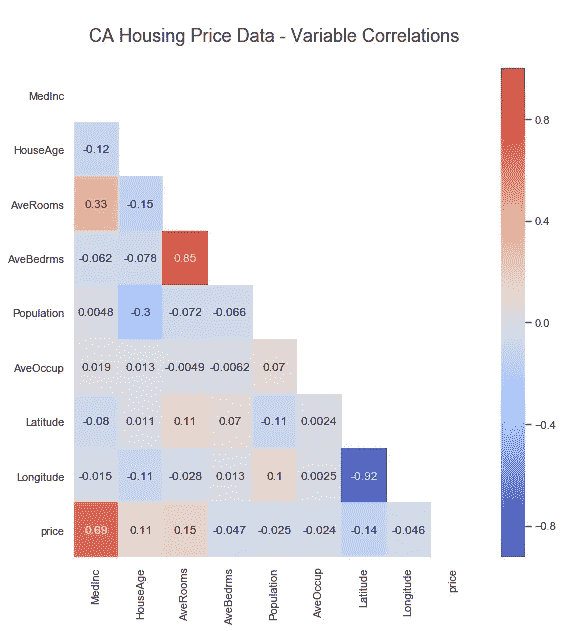 CA Housing Price Data - Variable Correlations
MedInc
HouseAge -0.12
AveRooms 0.33 -0.15
AveBedrms -0.062 -0.078 0.85
Population 0.0048 -0.3 -0.072 -0.066
AveOccup 0.019 0.013 -0.0049 -0.0062 0.07
Latitude -0.08 0.011 0.11 0.07 -0.11 0.0024
Longitude -0.015 -0.11 -0.028 0.013 0.1 0.0025 -0.92
price 0.69 0.11 0.15 -0.047 -0.025 -0.024 -0.14 -0.046
MedInc HouseAge AveRooms AveBedrms Population AveOccup Latitude Longitude price
0.8
0.4
0.0
-0.4
-0.8